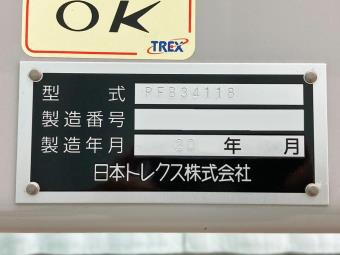 OK
TREX
型式 PFB34118
製造番号
製造年月 20 年 月
日本トレクス株式会社